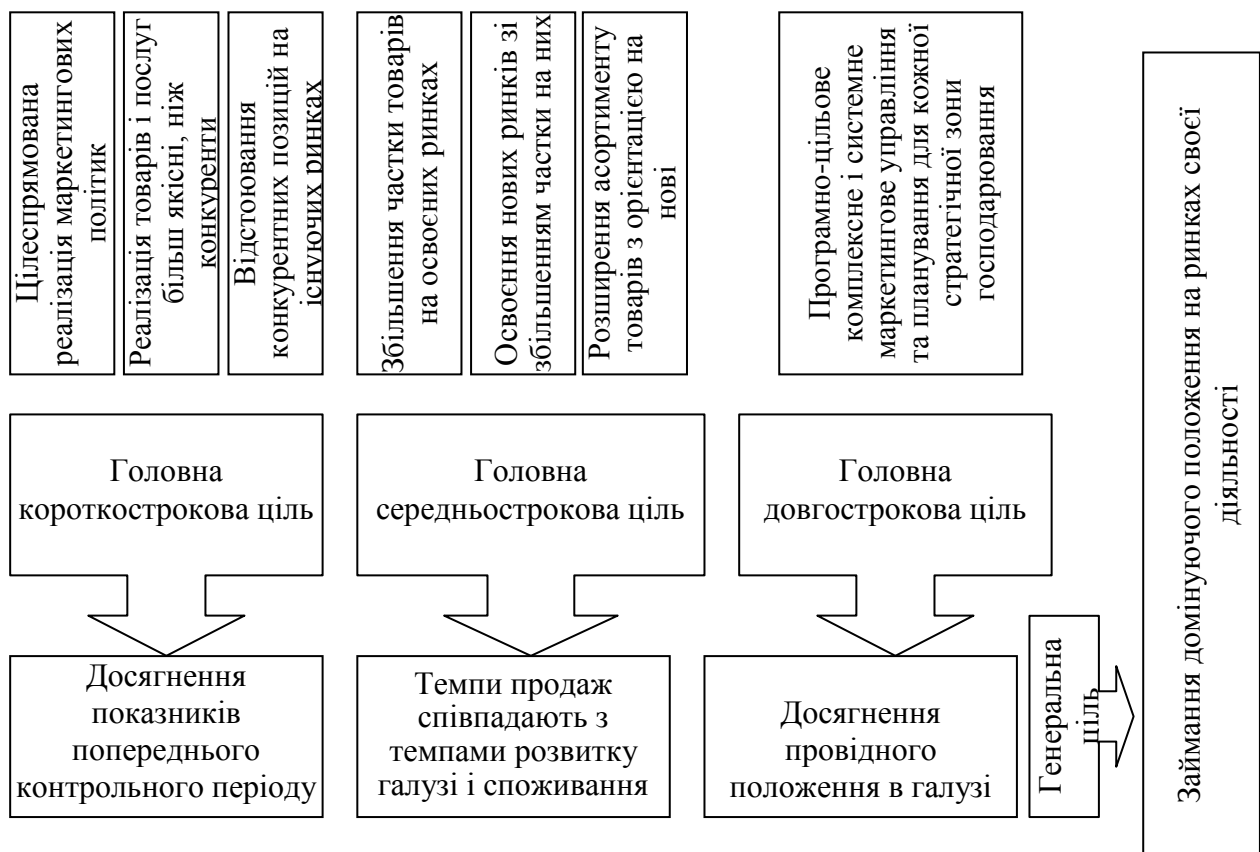 Цілеспрямована
реалізація маркетингових
політик
Реалізація товарів і послуг
більш якісні, ніж
конкуренти
Відстоювання
конкурентних позицій на
існуючих ринках
Збільшення частки товарів
на освоєних ринках
Освоєння нових ринків зі
збільшенням частки на них
Розширення асортименту
товарів з орієнтацією на
нові
Програмно-цільове
комплексне і системне
маркетингове управління
та планування для кожної
стратегічної зони
господарювання
Головна
короткострокова ціль
Головна
середньострокова ціль
Головна
довгострокова ціль
Досягнення
показників
попереднього
контрольного періоду
Темпи продаж
співпадають з
темпами розвитку
галузі і споживання
Досягнення
провідного
положення в галузі
Генеральна
ціль
Займання домінуючого положення на ринках своєї
діяльності